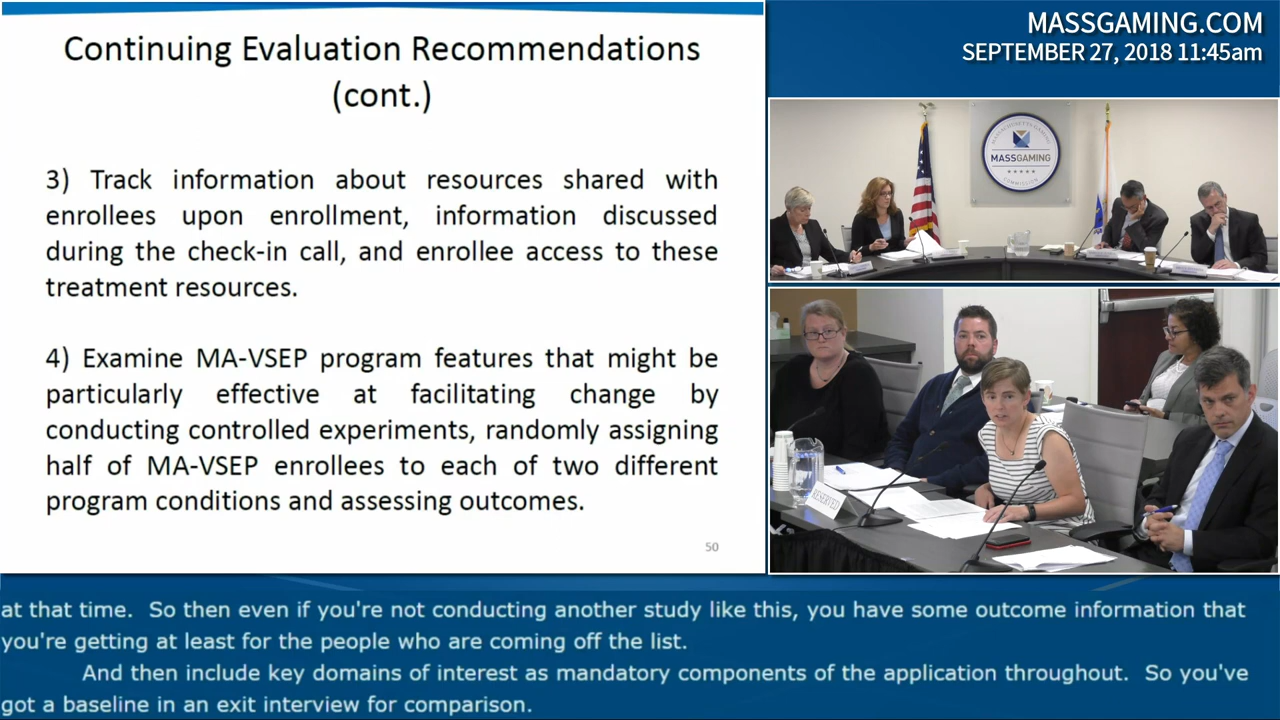 Continuing Evaluation Recommendations
(cont.)
3) Track information about resources shared with
enrollees upon enrollment, information discussed
during the check-in call, and enrollee access to these
treatment resources.
4) Examine MA-VSEP program features that might be
particularly effective at facilitating change by
conducting controlled experiments, randomly assigning
half of MA-VSEP enrollees to each of two different
program conditions and assessing outcomes.
50
MASSGAMING.COM
SEPTEMBER 27, 2018 11:45am
MASSACHUSETTS GAMING
MASSGAMING
COMMISSION
RESERVED
at that time. So then even if you're not conducting another study like this, you have some outcome information that
you're getting at least for the people who are coming off the list.
And then include key domains of interest as mandatory components of the application throughout. So you've
got a baseline in an exit interview for comparison.